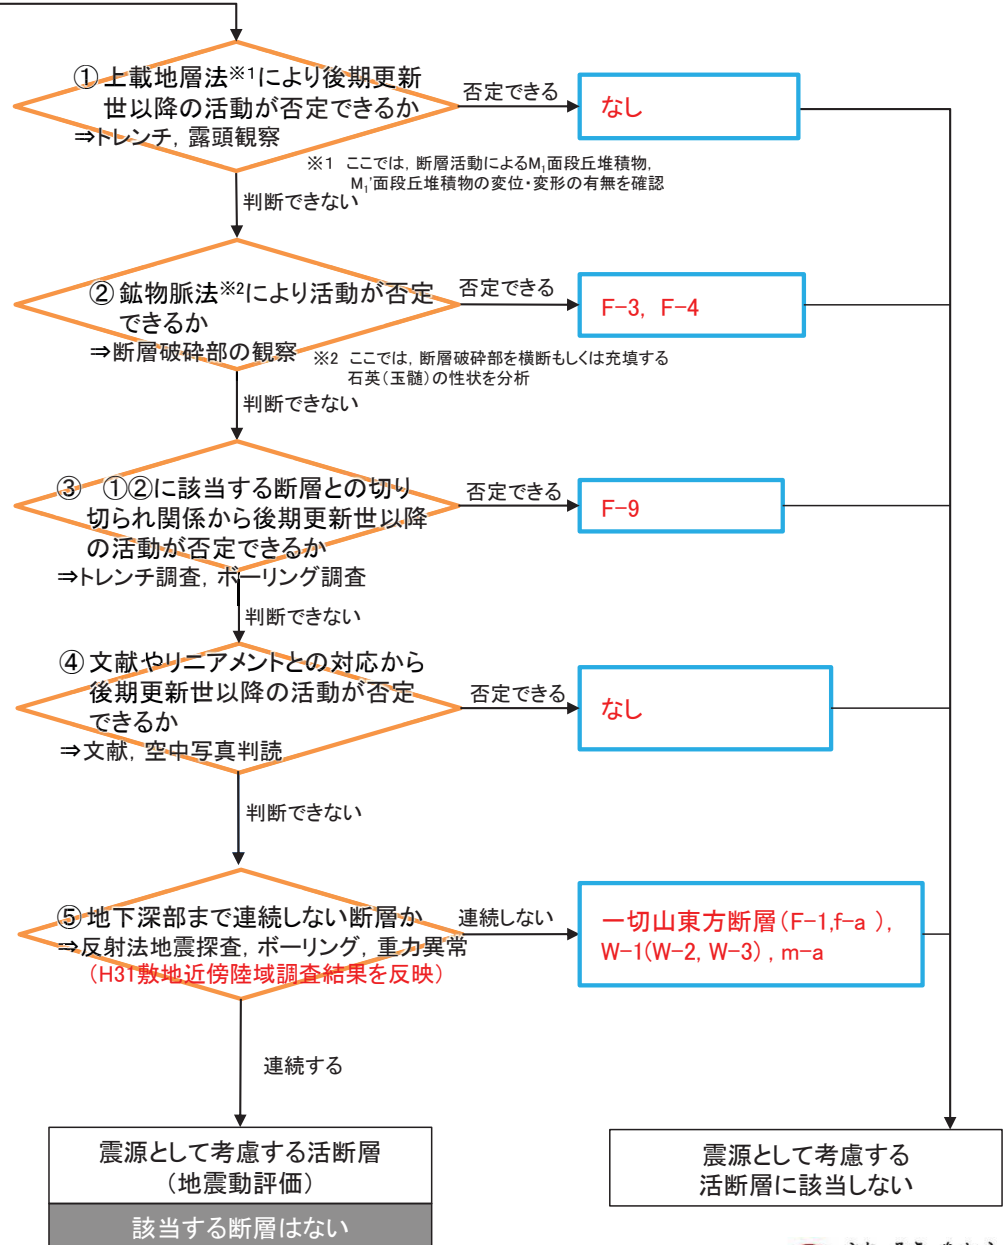 ① 上載地層法※1により後期更新
世以降の活動が否定できるか
⇒トレンチ, 露頭観察
否定できる
なし
※1 ここでは, 断層活動によるM1面段丘堆積物,
M1'面段丘堆積物の変位・変形の有無を確認
判断できない
② 鉱物脈法※2により活動が否定
できるか
⇒断層破砕部の観察
否定できる
F-3, F-4
※2 ここでは, 断層破砕部を横断もしくは充填する
石英(玉髄)の性状を分析
判断できない
③ ①②に該当する断層との切り
切られ関係から後期更新世以降
の活動が否定できるか
⇒トレンチ調査, ボーリング調査
否定できる
F-9
判断できない
④ 文献やリニアメントとの対応から
後期更新世以降の活動が否定
できるか
⇒文献, 空中写真判読
否定できる
なし
判断できない
⑤ 地下深部まで連続しない断層か
⇒反射法地震探査, ボーリング, 重力異常
(H31敷地近傍陸域調査結果を反映)
連続しない
一切山東方断層(F-1,f-a ),
W-1(W-2, W-3) , m-a
連続する
震源として考慮する活断層
(地震動評価)
該当する断層はない
震源として考慮する
活断層に該当しない